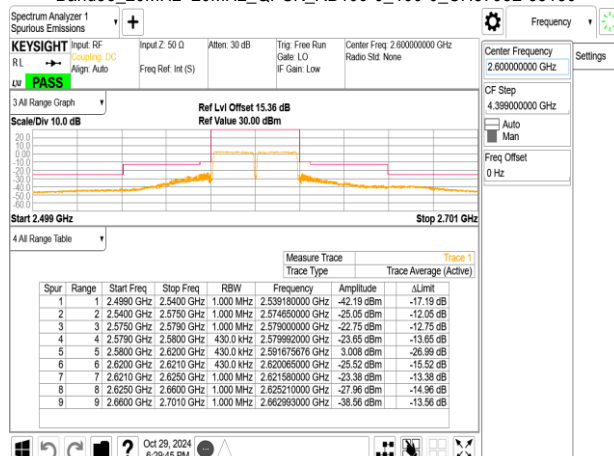 Spectrum Analyzer 1
Spurious Emissions
Frequency
Settings
KEYSIGHT
Input: RF
Coupling: DC
Align: Auto
Input Z: 50 Ω
Freq Ref: Int (S)
Atten: 30 dB
Trig: Free Run
Gate: LO
IF Gain: Low
Center Freq: 2.600000000 GHz
Radio Std: None
RL
PASS
Center Frequency
2.600000000 GHz
CF Step
4.399000000 GHz
Auto
Man
Freq Offset
0 Hz
3 All Range Graph
Scale/Div 10.0 dB
Ref Lvl Offset 15.36 dB
Ref Value 30.00 dBm
20.0
10.0
0.00
-10.0
-20.0
-30.0
-40.0
-50.0
-60.0
Start 2.499 GHz
Stop 2.701 GHz
4 All Range Table
Measure Trace Trace 1
Trace Type Trace Average (Active)
Spur Range Start Freq Stop Freq RBW Frequency Amplitude ΔLimit
1 1 2.4990 GHz 2.5400 GHz 1.000 MHz 2.539180000 GHz -42.19 dBm -17.19 dB
2 2 2.5400 GHz 2.5750 GHz 1.000 MHz 2.574650000 GHz -25.05 dBm -12.05 dB
3 3 2.5750 GHz 2.5790 GHz 1.000 MHz 2.579000000 GHz -22.75 dBm -12.75 dB
4 4 2.5790 GHz 2.5800 GHz 430.0 kHz 2.579992000 GHz -23.65 dBm -13.65 dB
5 5 2.5800 GHz 2.6200 GHz 430.0 kHz 2.591675676 GHz 3.008 dBm -26.99 dB
6 6 2.6200 GHz 2.6210 GHz 430.0 kHz 2.620065000 GHz -25.52 dBm -15.52 dB
7 7 2.6210 GHz 2.6250 GHz 1.000 MHz 2.621580000 GHz -23.38 dBm -13.38 dB
8 8 2.6250 GHz 2.6600 GHz 1.000 MHz 2.625210000 GHz -27.96 dBm -14.96 dB
9 9 2.6600 GHz 2.7010 GHz 1.000 MHz 2.662993000 GHz -38.56 dBm -13.56 dB
Oct 29, 2024
6:29:45 PM